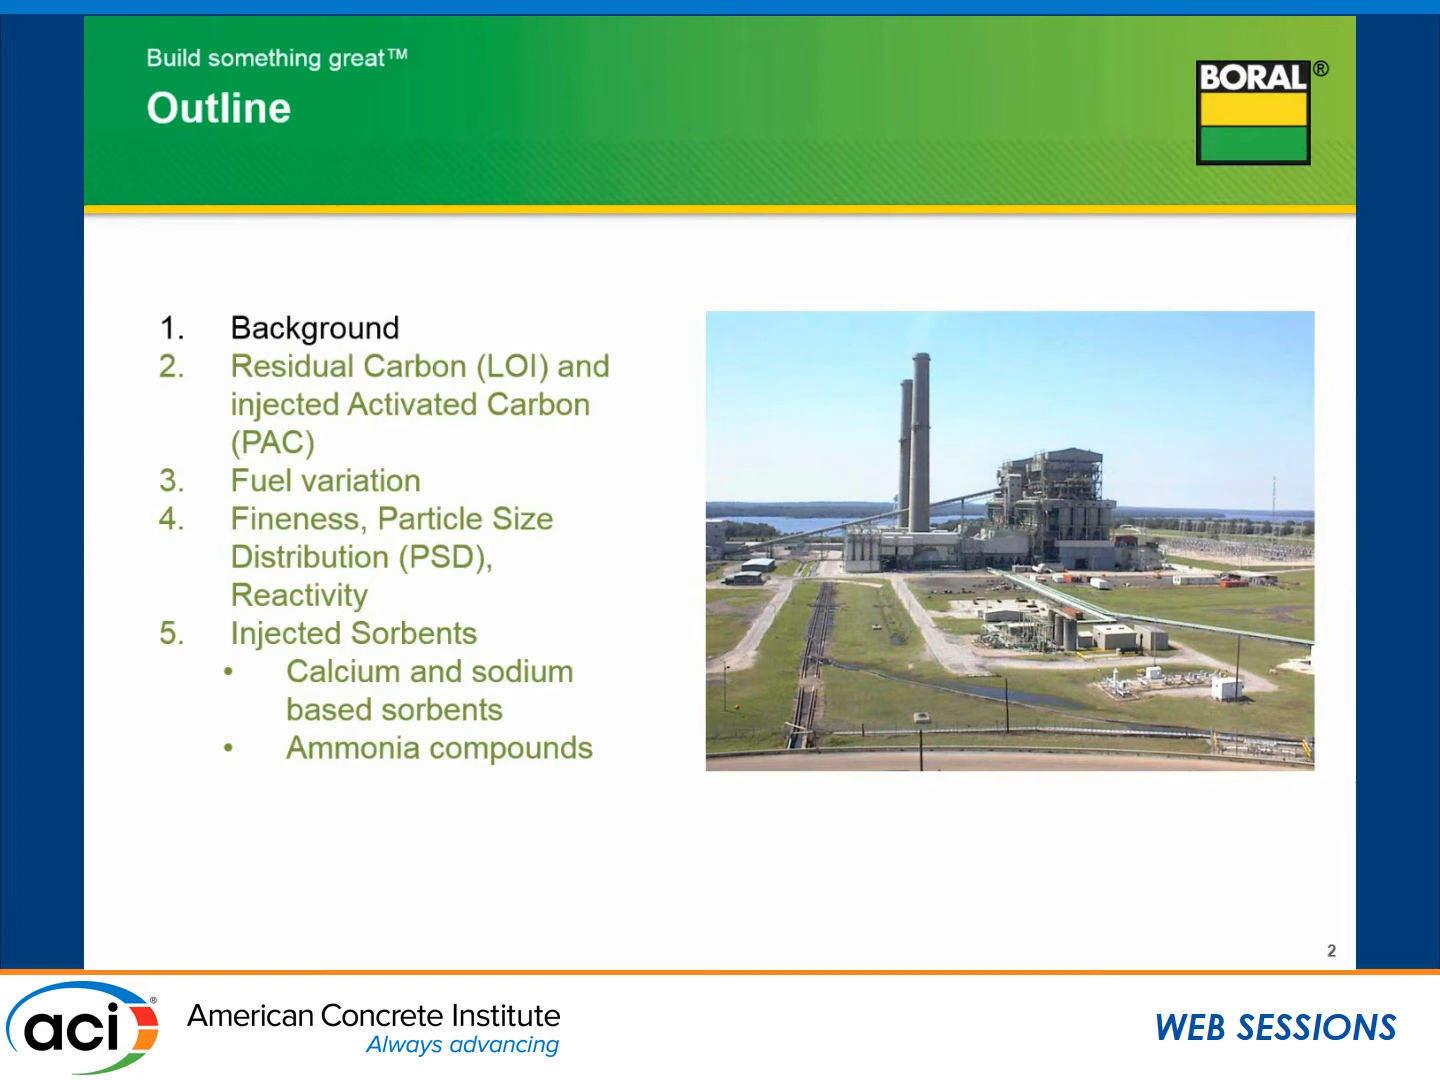 Build something great™
Outline
BORAL®
1. Background
2. Residual Carbon (LOI) and
injected Activated Carbon
(PAC)
3. Fuel variation
4. Fineness, Particle Size
Distribution (PSD),
Reactivity
5. Injected Sorbents
• Calcium and sodium
based sorbents
• Ammonia compounds
2
aci®
American Concrete Institute
Always advancing
WEB SESSIONS